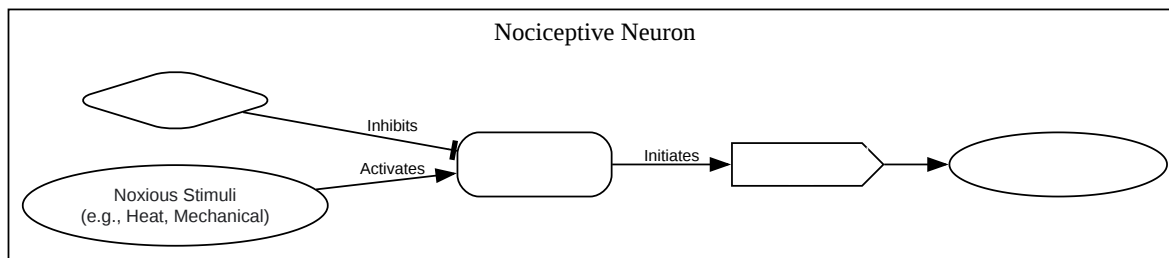 Nociceptive Neuron
Inhibits
Activates
Initiates
Noxious Stimuli
(e.g., Heat, Mechanical)